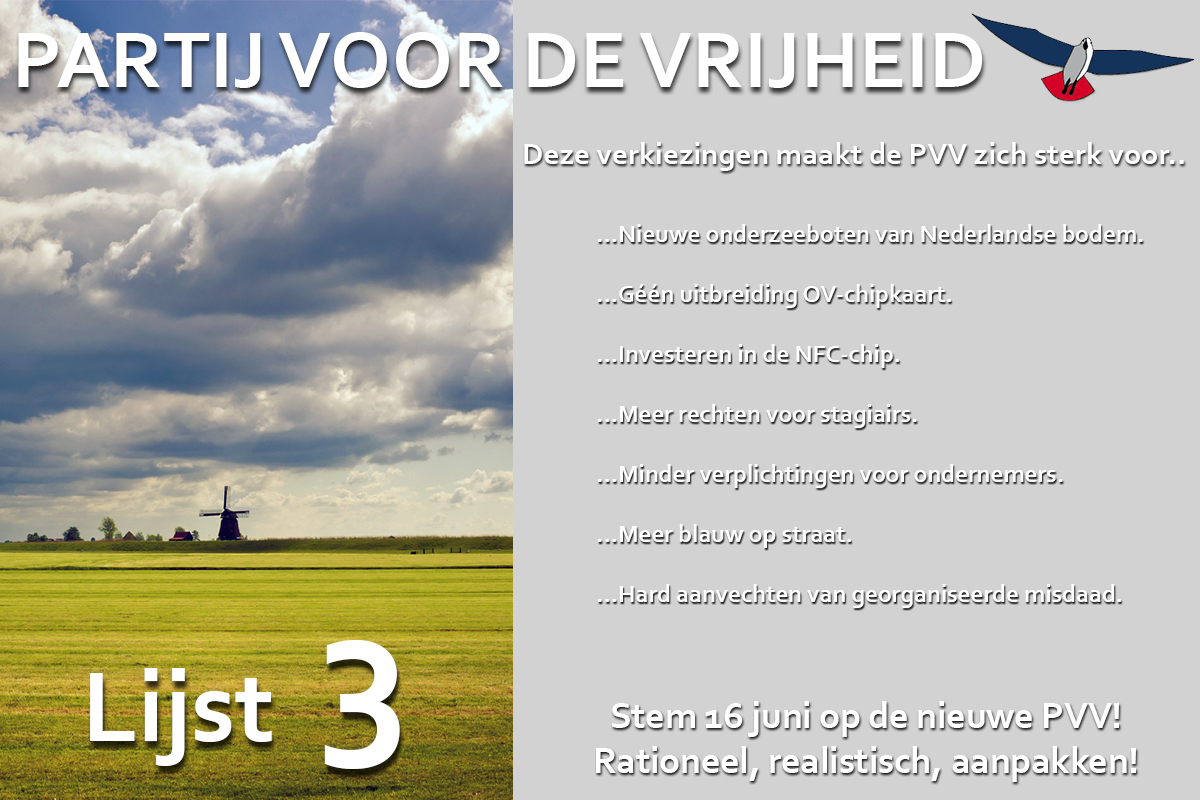 PARTIJ VOOR DE VRIJHEID
Deze verkiezingen maakt de PVV zich sterk voor..
...Nieuwe onderzeeboten van Nederlandse bodem.
...Géén uitbreiding OV-chipkaart.
...Investeren in de NFC-chip.
...Meer rechten voor stagiairs.
...Minder verplichtingen voor ondernemers.
...Meer blauw op straat.
...Hard aanvechten van georganiseerde misdaad.
Lijst 3
Stem 16 juni op de nieuwe PVV!
Rationeel, realistisch, aanpakken!